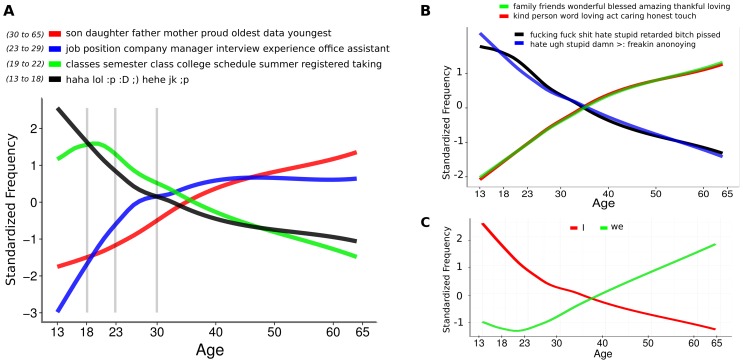 A
(30 to 65) son daughter father mother proud oldest data youngest
(23 to 29) job position company manager interview experience office assistant
(19 to 22) classes semester class college schedule summer registered taking
(13 to 18) haha lol :p :D ;) hehe jk ;p
Standardized Frequency
2
1
0
−1
−2
−3
13 18 23 30 40 50 65
Age
B
family friends wonderful blessed amazing thankful loving
kind person word loving act caring honest touch
fucking fuck shit hate stupid retarded bitch pissed
hate ugh stupid damn >: freakin anonoying
Standardized Frequency
2
1
0
-1
-2
13 18 23 30 40 50 60 65
Age
C
I we
Standardized Frequency
2
1
0
-1
13 18 23 30 40 50 60 65
Age